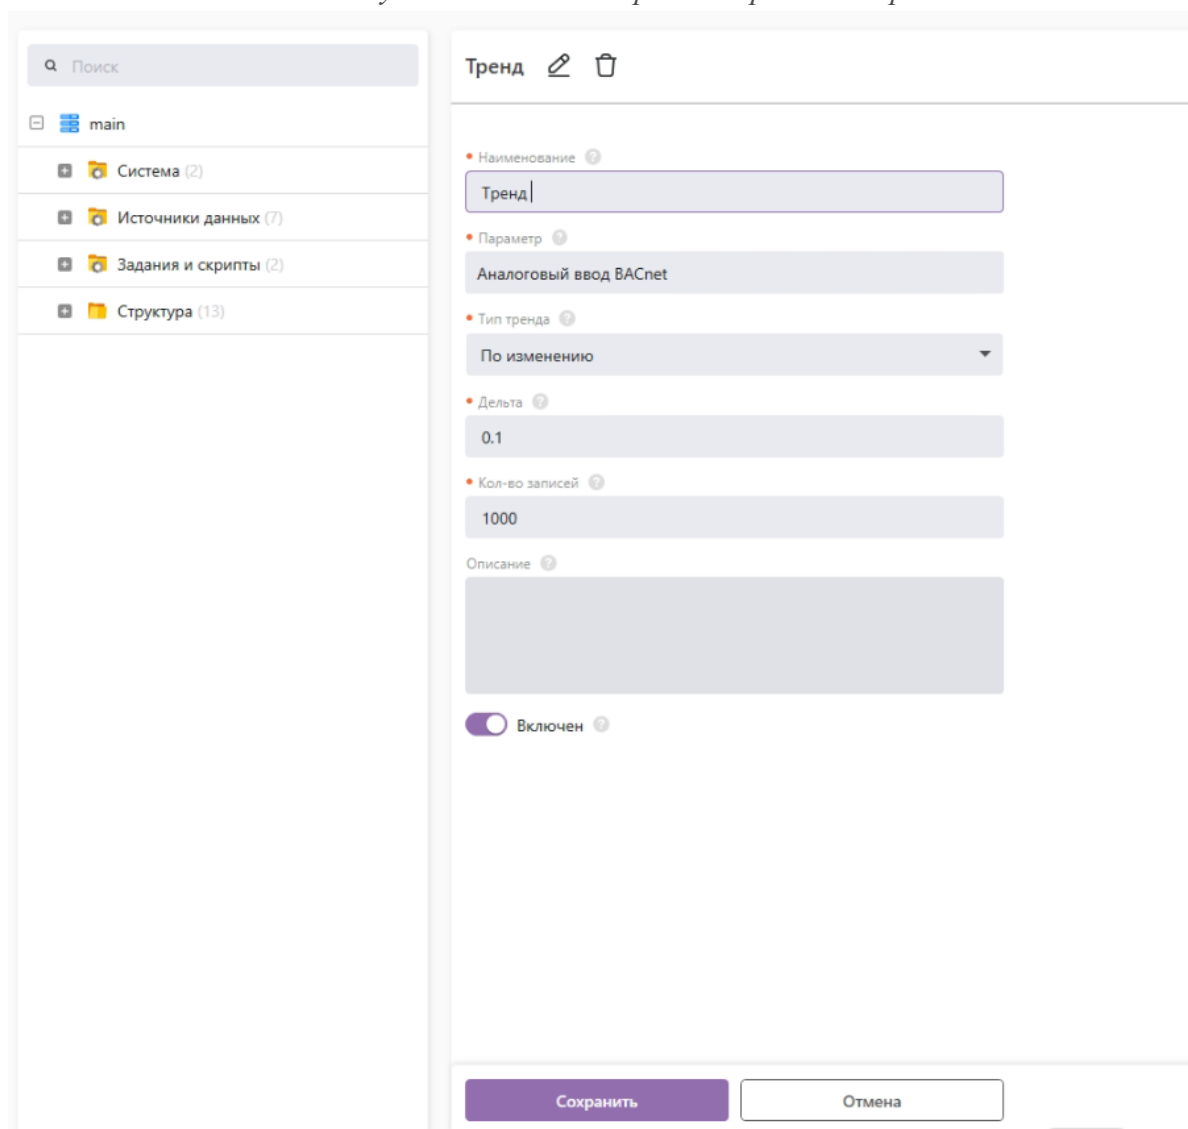 Поиск
main
Система (2)
Источники данных (7)
Задания и скрипты (2)
Структура (13)
Тренд
Наименование
Тренд
Параметр
Аналоговый ввод BACnet
Тип тренда
По изменению
Дельта
0.1
Кол-во записей
1000
Описание
Включен
Сохранить
Отмена